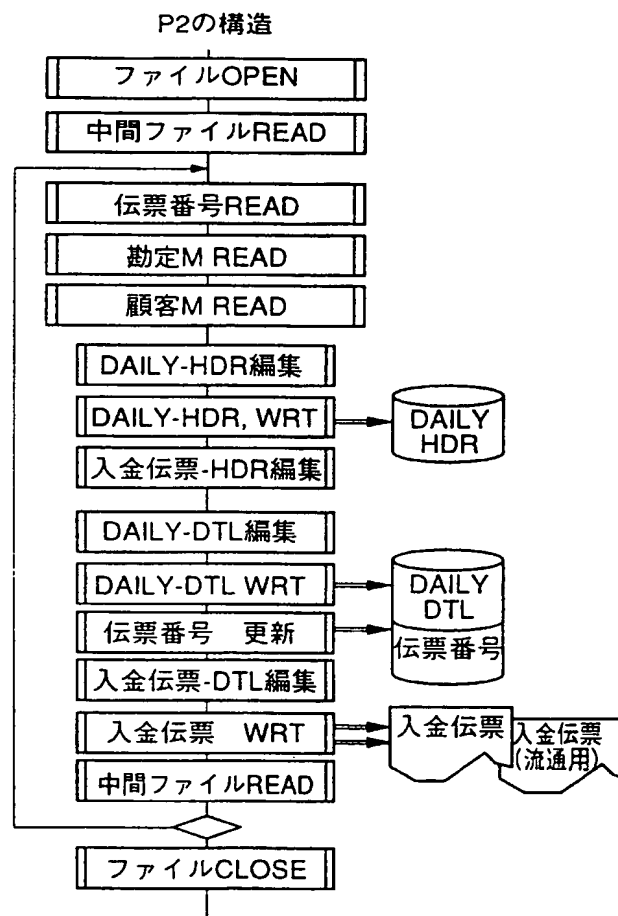 P2の構造
ファイルOPEN
中間ファイルREAD
伝票番号READ
勘定M READ
顧客M READ
DAILY-HDR編集
DAILY-HDR, WRT
DAILY
HDR
入金伝票-HDR編集
DAILY-DTL編集
DAILY-DTL WRT
DAILY
DTL
伝票番号 更新
伝票番号
入金伝票-DTL編集
入金伝票 WRT
入金伝票
入金伝票
(流通用)
中間ファイルREAD
ファイルCLOSE